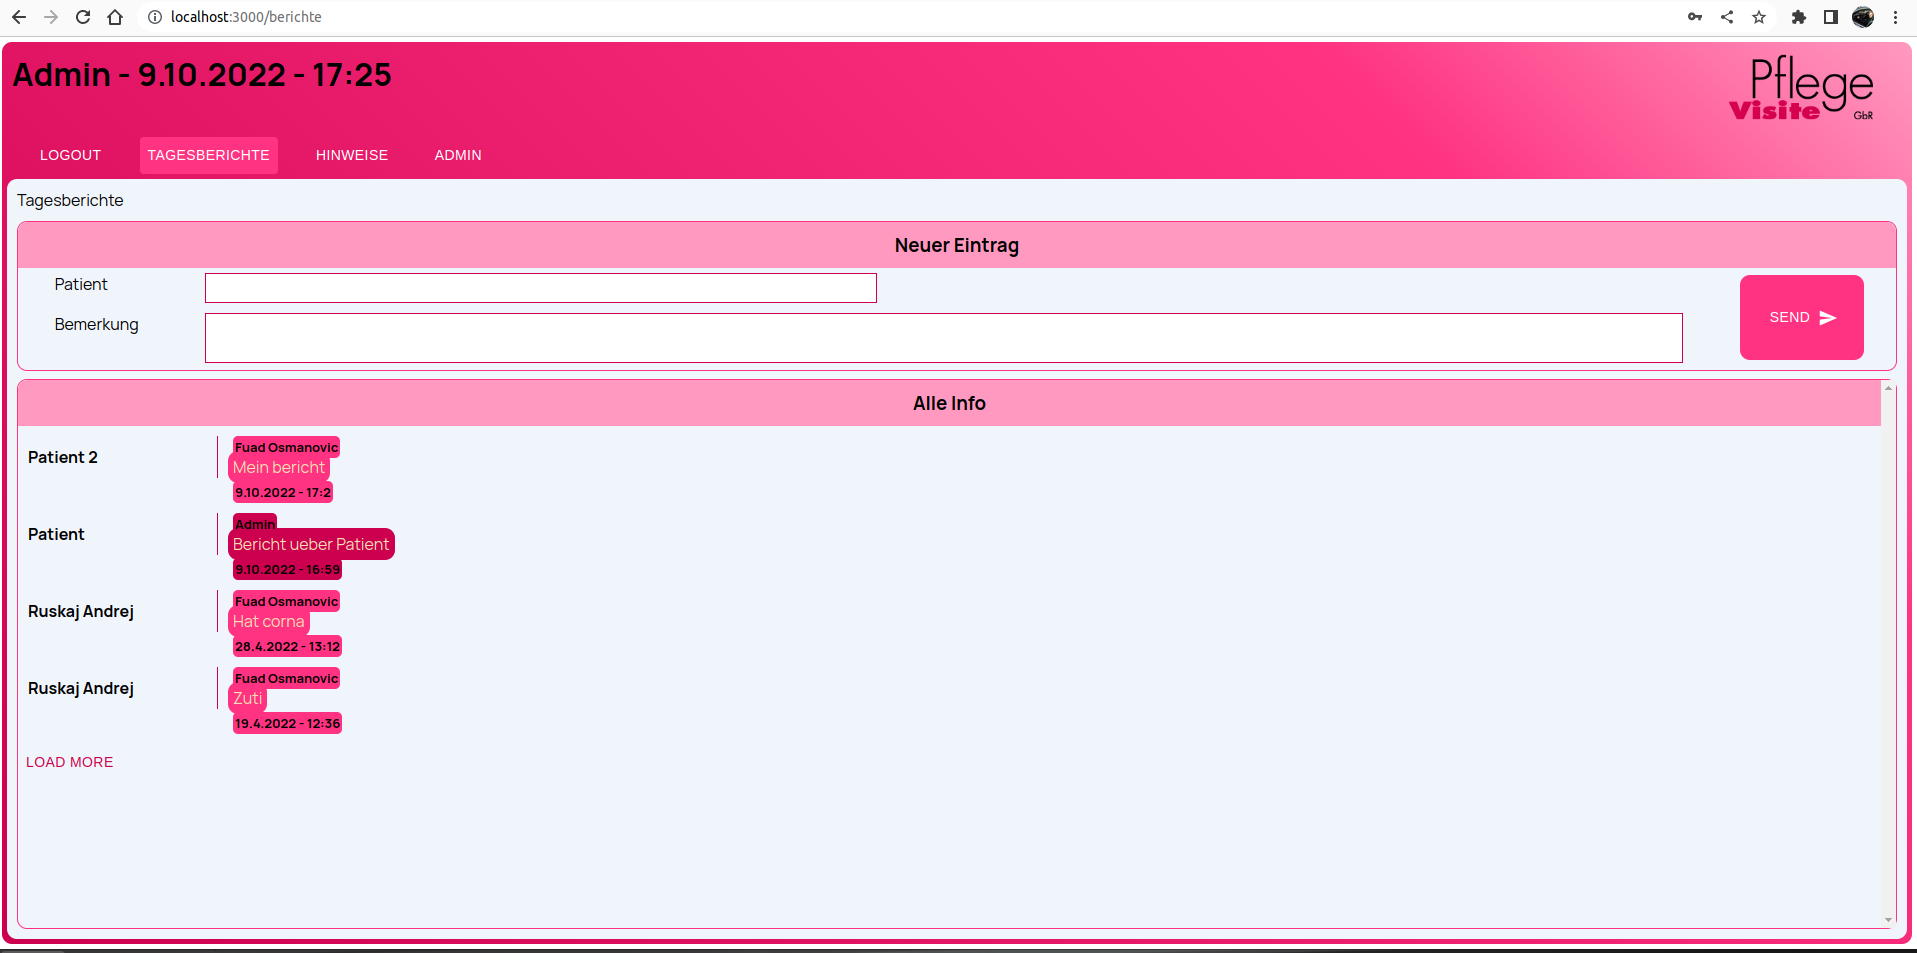 localhost:3000/berichte
Admin - 9.10.2022 - 17:25
Pflege
Visite GbR
LOGOUT TAGESBERICHTE HINWEISE ADMIN
Tagesberichte
Neuer Eintrag
Patient
Bemerkung
SEND
Alle Info
Fuad Osmanovic
Patient 2
Mein bericht
9.10.2022 - 17:2
Admin
Patient
Bericht ueber Patient
9.10.2022 - 16:59
Fuad Osmanovic
Ruskaj Andrej
Hat corna
28.4.2022 - 13:12
Fuad Osmanovic
Ruskaj Andrej
Zuti
19.4.2022 - 12:36
LOAD MORE